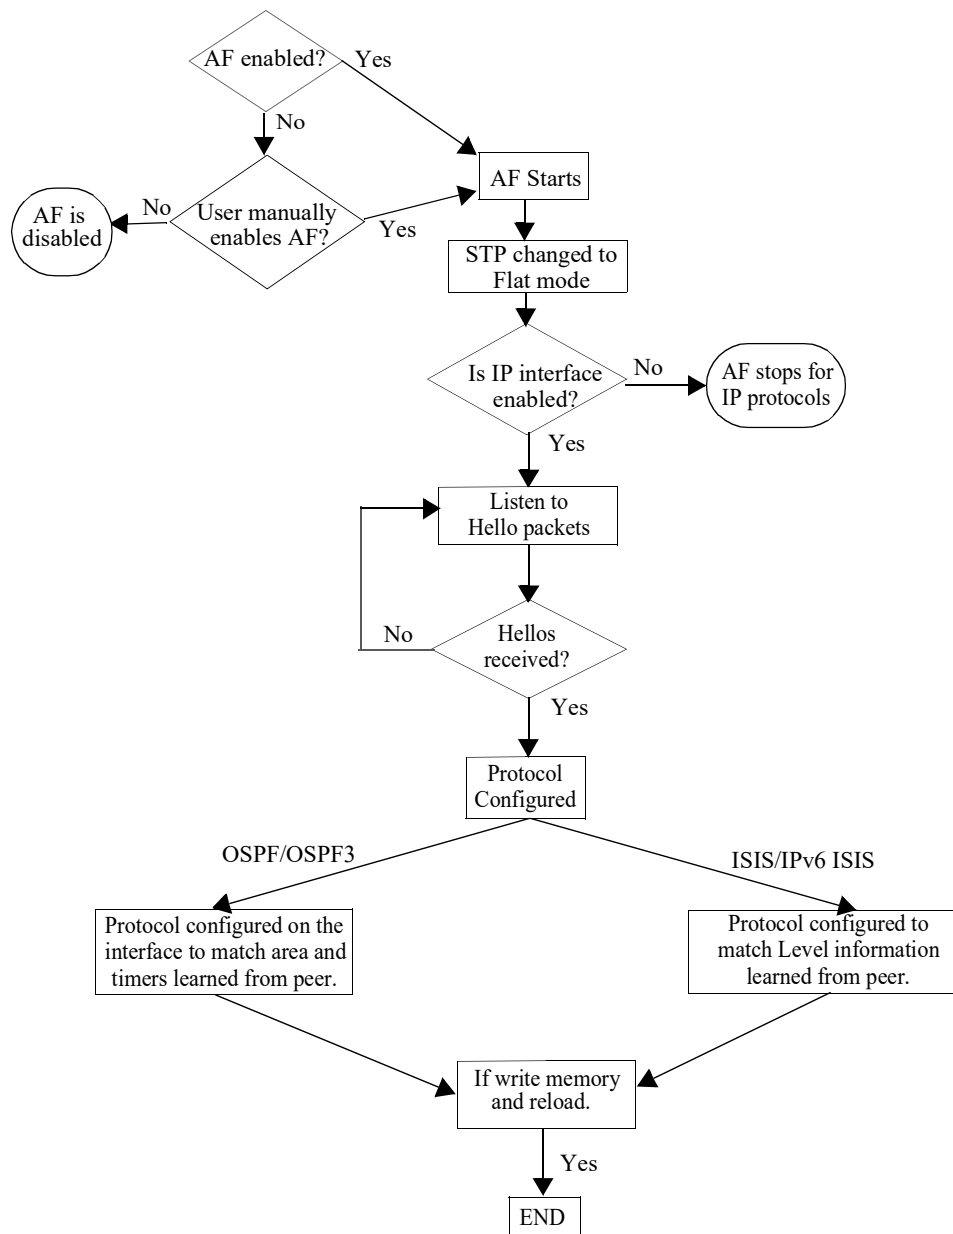 AF enabled?
Yes
No
AF Starts
AF is
disabled
No
User manually
enables AF?
Yes
STP changed to
Flat mode
Is IP interface
enabled?
No
AF stops for
IP protocols
Yes
Listen to
Hello packets
No
Hellos
received?
Yes
Protocol
Configured
OSPF/OSPF3
ISIS/IPv6 ISIS
Protocol configured on the
interface to match area and
timers learned from peer.
Protocol configured to
match Level information
learned from peer.
If write memory
and reload.
Yes
END